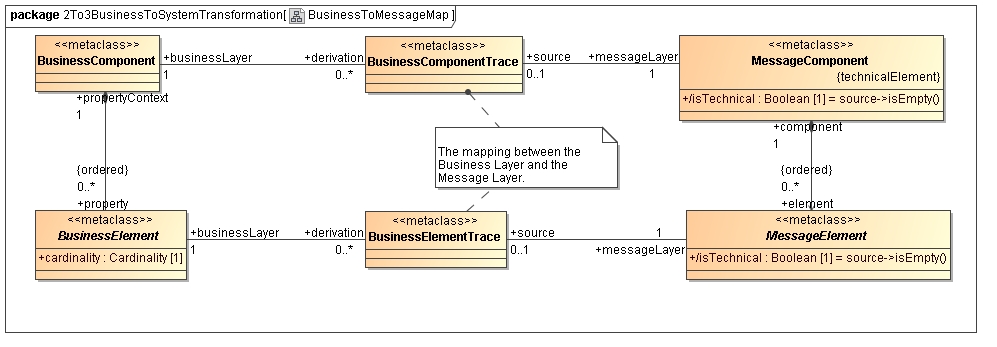 package 2To3BusinessToSystemTransformation[ BusinessToMessageMap ]
<<metaclass>>
BusinessComponent
+businessLayer
1
+derivation
0..*
<<metaclass>>
BusinessComponentTrace
+source
0..1
+messageLayer
1
<<metaclass>>
MessageComponent
{technicalElement}
+/isTechnical : Boolean [1] = source->isEmpty()
+propertyContext
1
{ordered}
0..*
+property
The mapping between the
Business Layer and the
Message Layer.
+component
1
{ordered}
0..*
+element
<<metaclass>>
BusinessElement
+cardinality : Cardinality [1]
+businessLayer
1
+derivation
0..*
<<metaclass>>
BusinessElementTrace
+source
0..1
1
+messageLayer
<<metaclass>>
MessageElement
+/isTechnical : Boolean [1] = source->isEmpty()